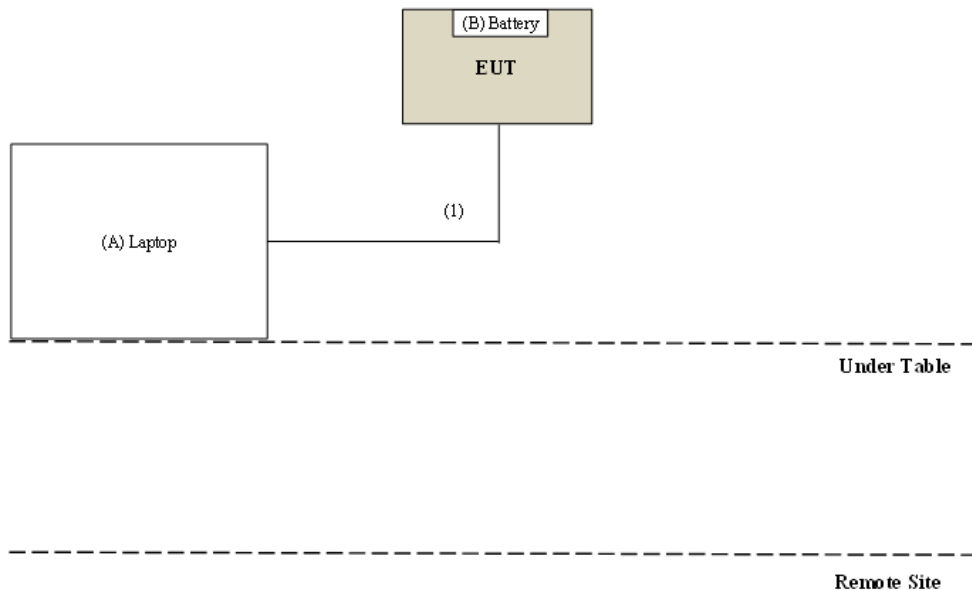 (B) Battery
EUT
(1)
(A) Laptop
Under Table
Remote Site